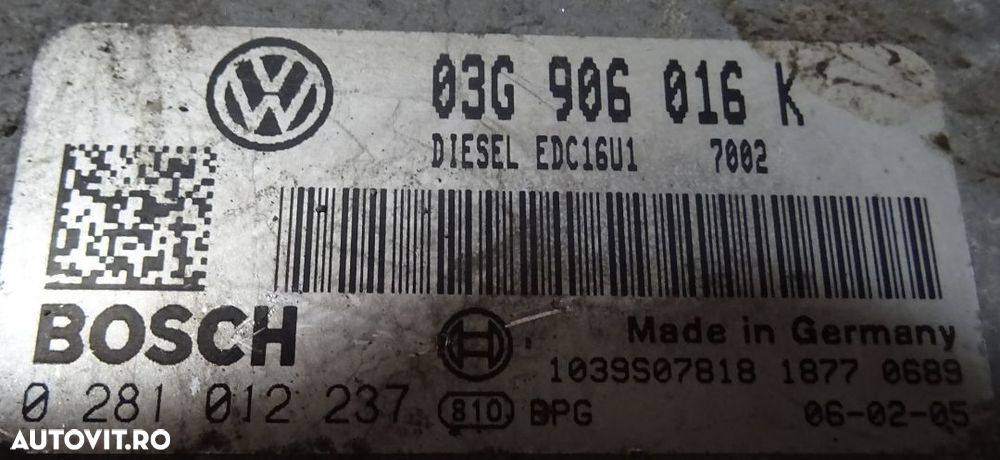 03G 906 016 K
DIESEL EDC16U1 7002
BOSCH
Made in Germany
1039S07818 1877 0689
0 281 012 237 810 BPG 06-02-05
AUTOVIT.RO